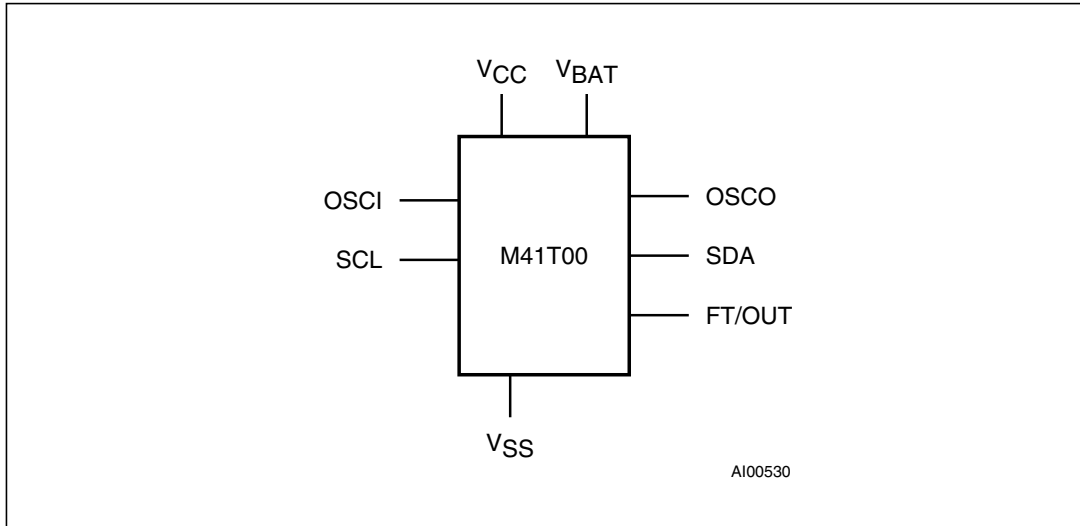 VCC VBAT
OSCI OSCO
SCL M41T00 SDA
FT/OUT
VSS
AI00530